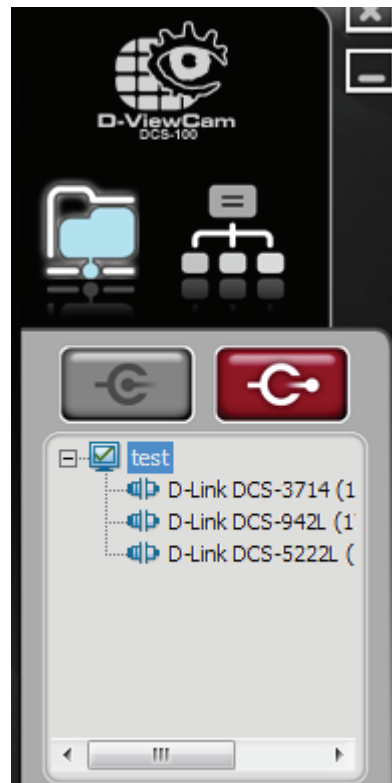 D-ViewCam
DCS-100
test
D-Link DCS-3714 (1
D-Link DCS-942L (1
D-Link DCS-5222L (